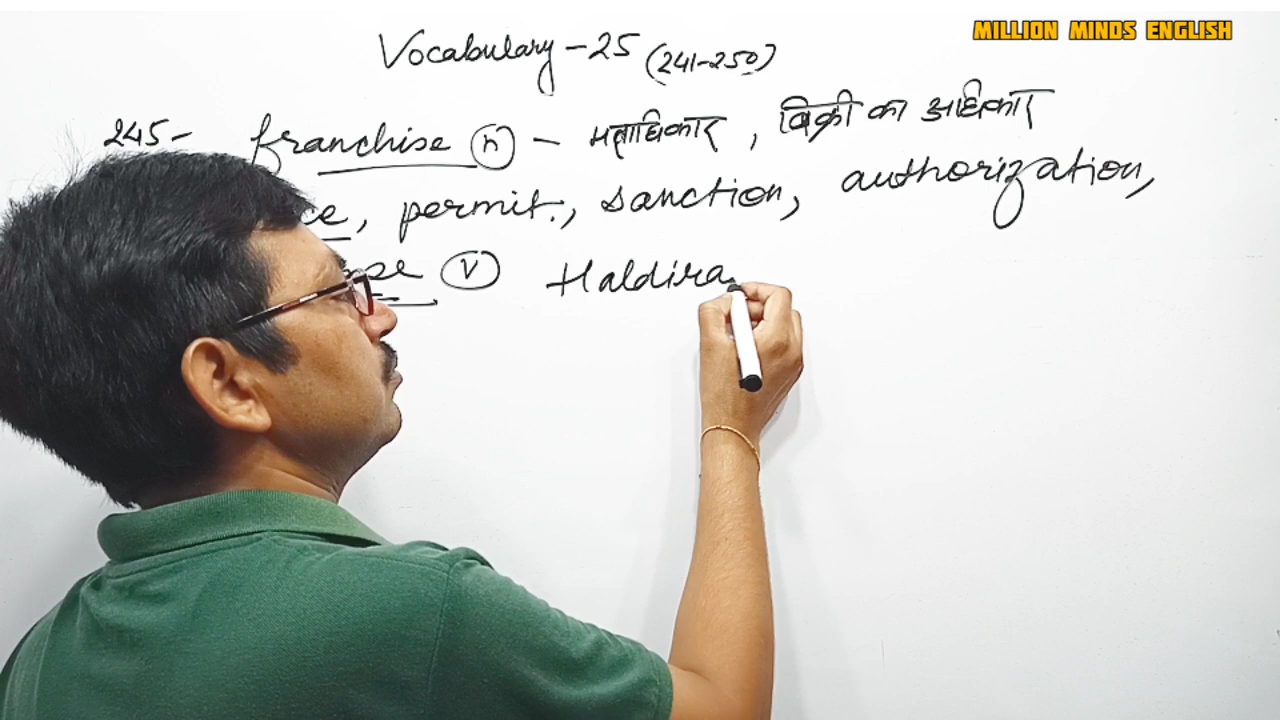 MILLION MINDS ENGLISH
Vocabulary - 25 (241-250)
245- franchise (n) - मताधिकार, बिक्री का अधिकार
permit, sanction, authorization,
(v) Haldira